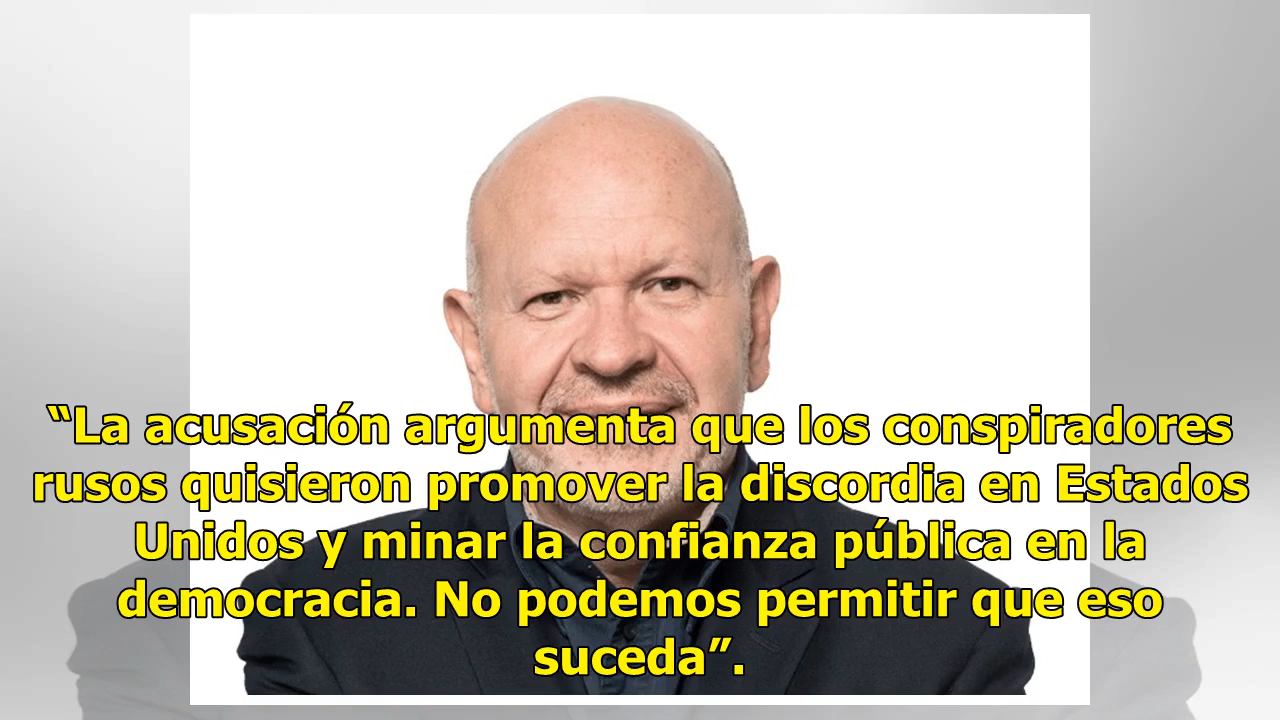 “La acusación argumenta que los conspiradores
rusos quisieron promover la discordia en Estados
Unidos y minar la confianza pública en la
democracia. No podemos permitir que eso
suceda”.